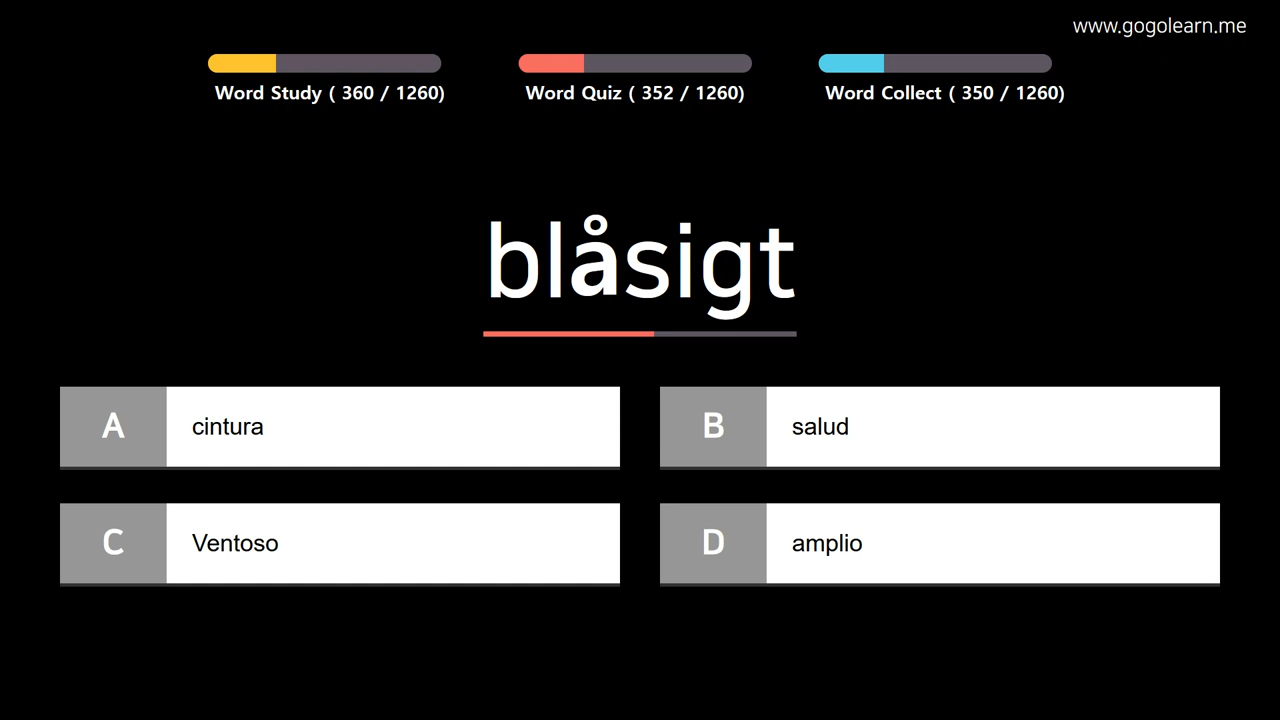 www.gogolearn.me
Word Study ( 360 / 1260)
Word Quiz ( 352 / 1260)
Word Collect ( 350 / 1260)
blåsigt
A
cintura
B
salud
C
Ventoso
D
amplio